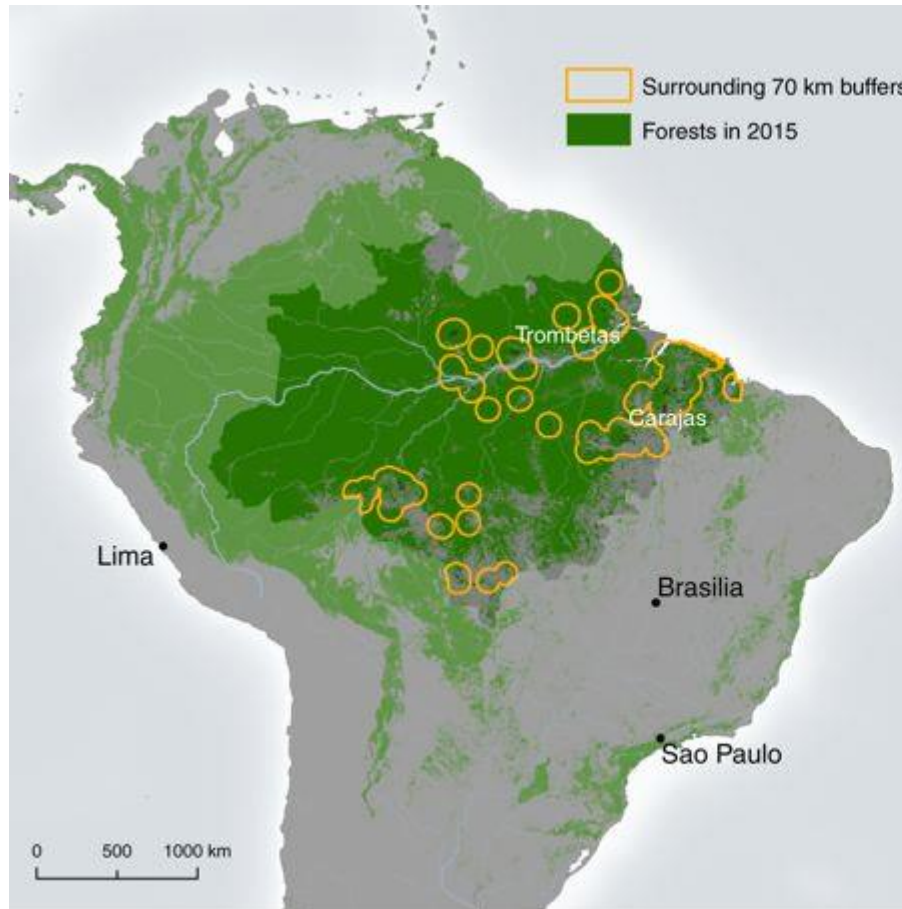 Surrounding 70 km buffers
Forests in 2015
Trombetas
Carajas
Lima
Brasilia
Sao Paulo
0 500 1000 km